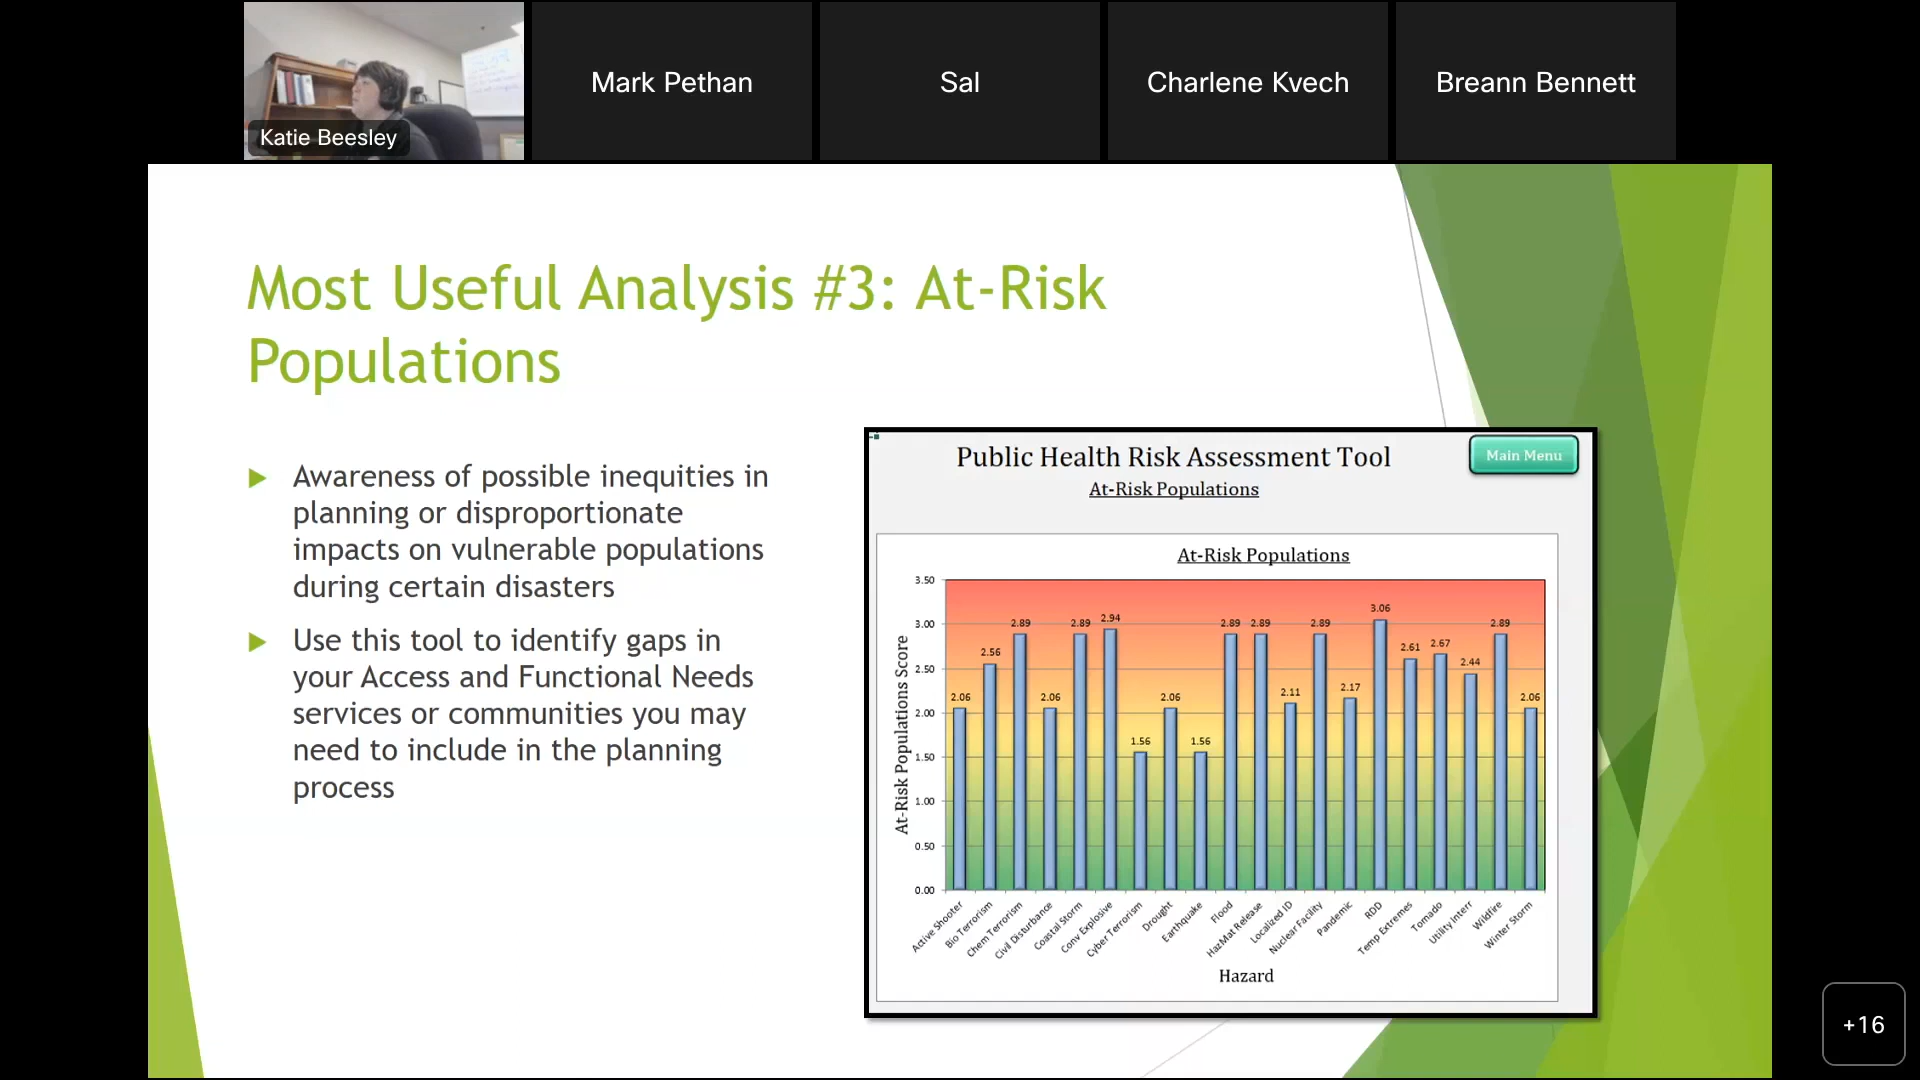 Katie Beesley
Mark Pethan
Sal
Charlene Kvech
Breann Bennett
Most Useful Analysis #3: At-Risk
Populations
Awareness of possible inequities in
planning or disproportionate
impacts on vulnerable populations
during certain disasters
Use this tool to identify gaps in
your Access and Functional Needs
services or communities you may
need to include in the planning
process
Public Health Risk Assessment Tool
Main Menu
At-Risk Populations
At-Risk Populations
At-Risk Populations Score
3.50
3.00
2.50
2.00
1.50
1.00
0.50
0.00
2.06
2.56
2.89
2.06
2.89
2.94
1.56
2.06
1.56
2.89
2.89
2.11
2.89
2.17
3.06
2.61
2.67
2.44
2.89
2.06
Active Shooter
Bio Terrorism
Chem Terrorism
Civil Disturbance
Coastal Storm
Conv Explosive
Cyber Terrorism
Drought
Earthquake
Flood
HazMat Release
Localized ID
Nuclear Facility
Pandemic
RDD
Temp Extremes
Tornado
Utility Interr
Wildfire
Winter Storm
Hazard
+16